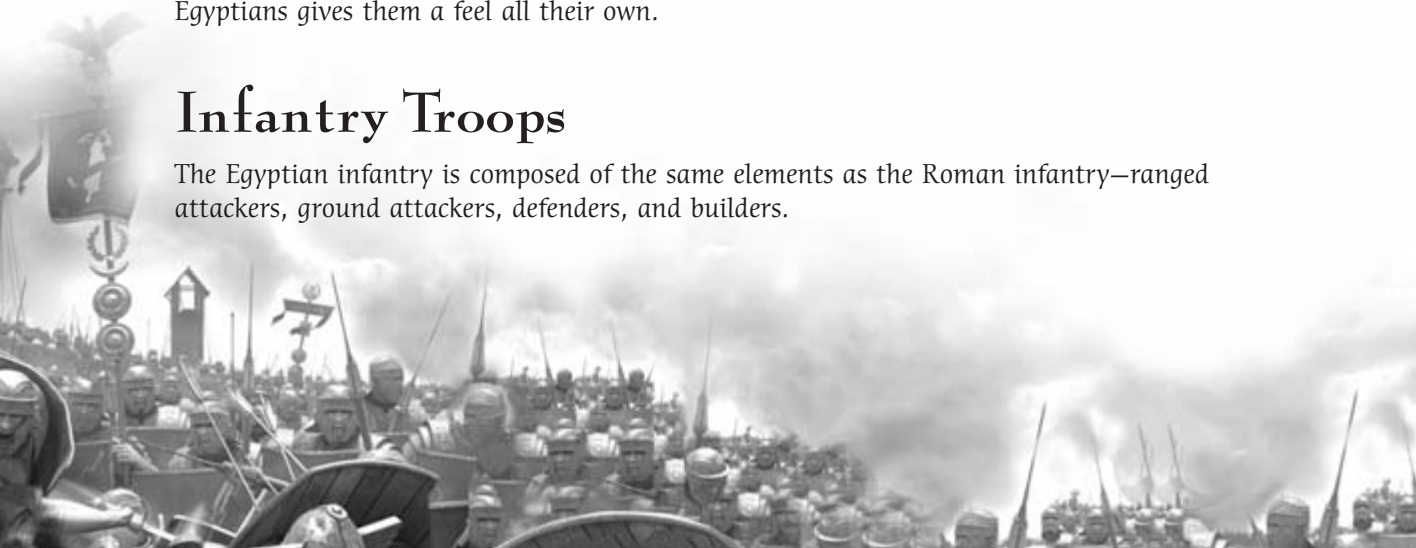 Egyptians gives them a feel all their own.
Infantry Troops
The Egyptian infantry is composed of the same elements as the Roman infantry—ranged
attackers, ground attackers, defenders, and builders.